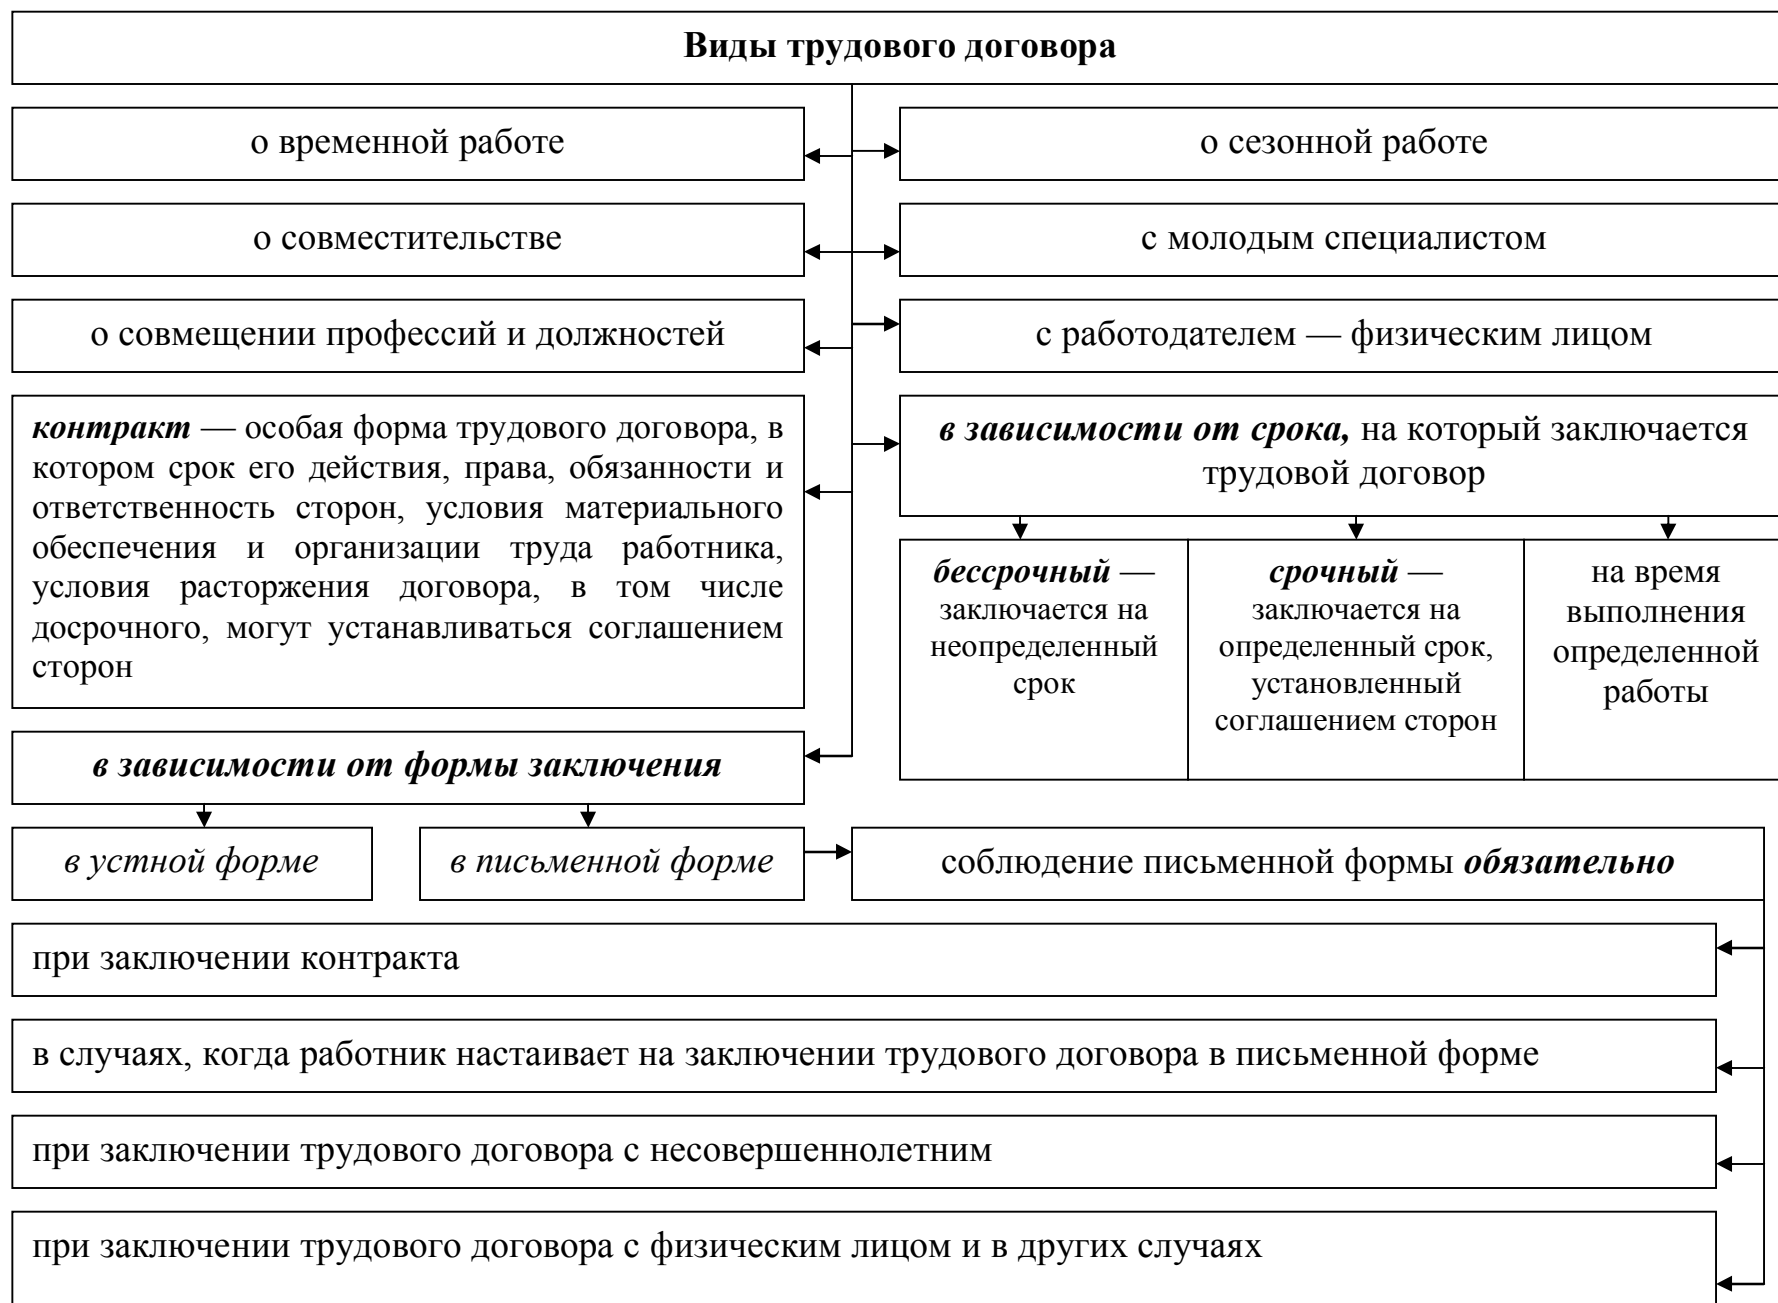 Виды трудового договора
о временной работе
о сезонной работе
о совместительстве
с молодым специалистом
о совмещении профессий и должностей
с работодателем — физическим лицом
контракт — особая форма трудового договора, в
котором срок его действия, права, обязанности и
ответственность сторон, условия материального
обеспечения и организации труда работника,
условия расторжения договора, в том числе
досрочного, могут устанавливаться соглашением
сторон
в зависимости от срока, на который заключается
трудовой договор
бессрочный —
заключается на
неопределенный
срок
срочный —
заключается на
определенный срок,
установленный
соглашением сторон
на время
выполнения
определенной
работы
в зависимости от формы заключения
в устной форме
в письменной форме
соблюдение письменной формы обязательно
при заключении контракта
в случаях, когда работник настаивает на заключении трудового договора в письменной форме
при заключении трудового договора с несовершеннолетним
при заключении трудового договора с физическим лицом и в других случаях